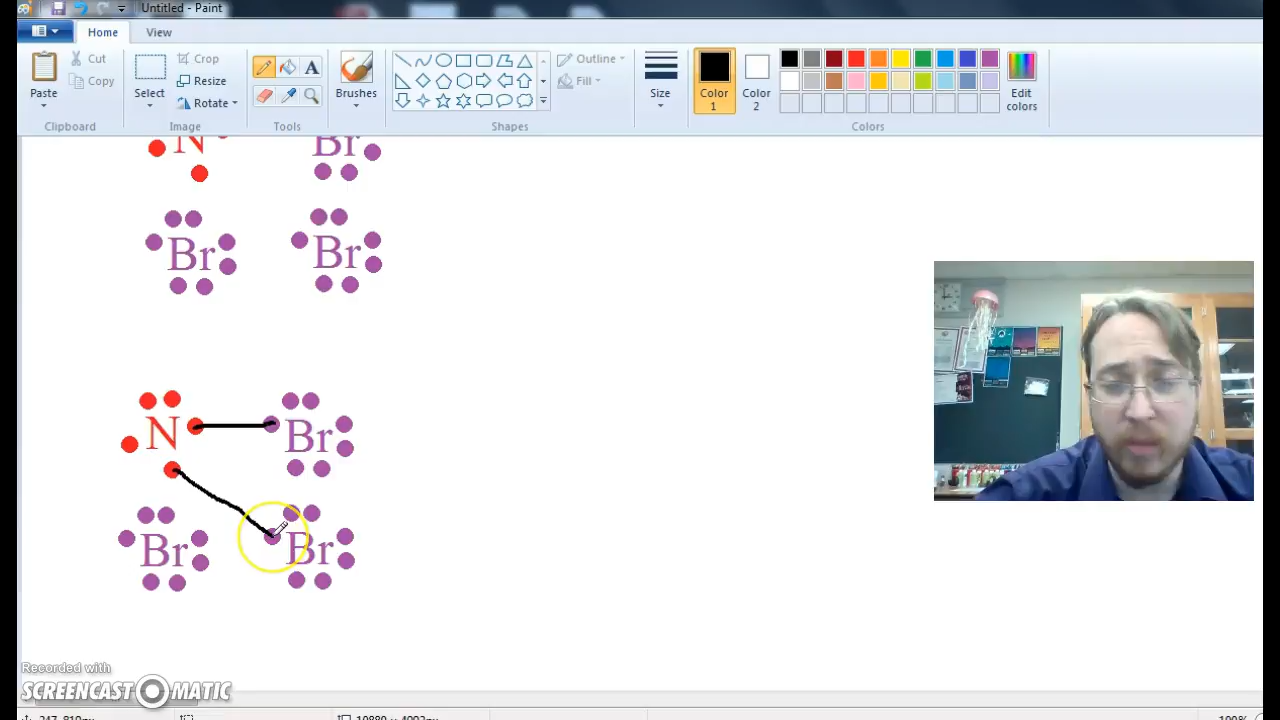 Untitled - Paint
Home View
Paste
Cut
Copy
Clipboard
Select
Crop
Resize
Rotate
Image
A
Tools
Brushes
Shapes
Outline
Fill
Size
Color 1
Color 2
Edit colors
Colors
N Br
Br Br
N Br
Br Br
Recorded with
SCREENCAST MATIC
100%